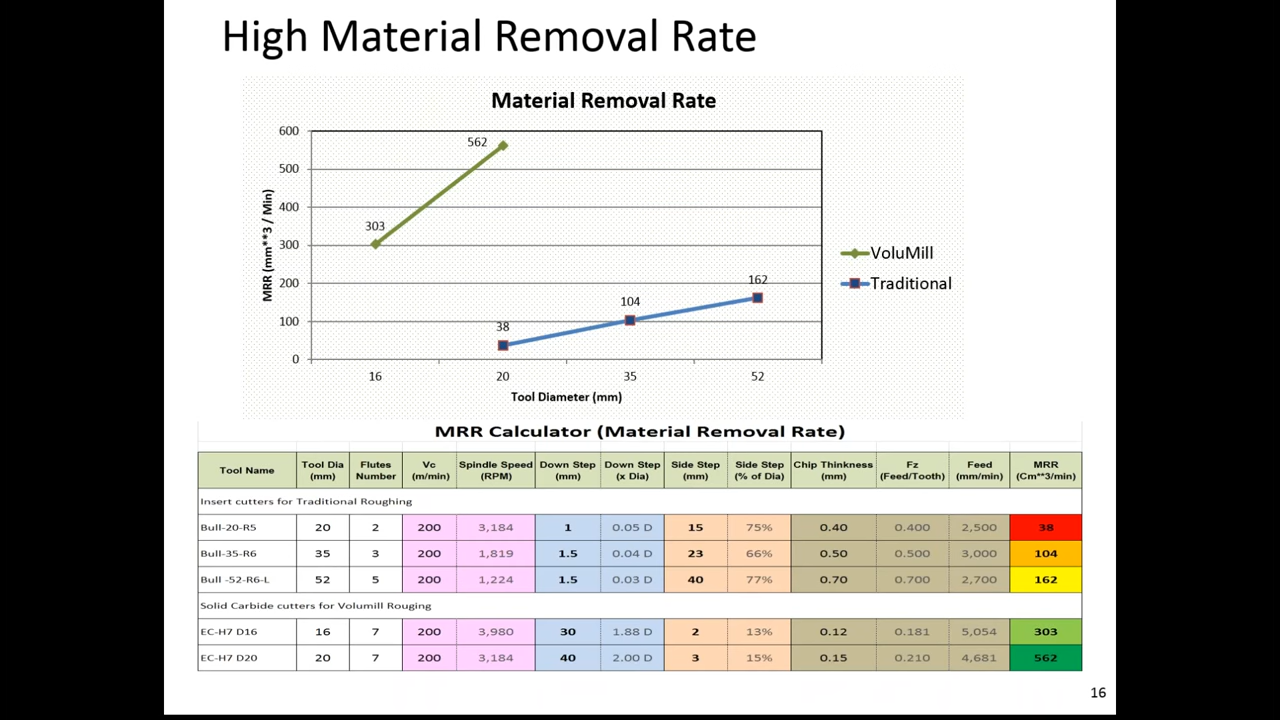 High Material Removal Rate
Material Removal Rate
600
500
400
300
200
100
0
MRR (mm**3 / Min)
562
303
162
104
38
16 20 35 52
Tool Diameter (mm)
VoluMill
Traditional
MRR Calculator (Material Removal Rate)
Tool Name Tool Dia (mm) Flutes Number Vc (m/min) Spindle Speed (RPM) Down Step (mm) Down Step (x Dia) Side Step (mm) Side Step (% of Dia) Chip Thinkness (mm) Fz (Feed/Tooth) Feed (mm/min) MRR (Cm**3/min)
Insert cutters for Traditional Roughing
Bull-20-R5 20 2 200 3,184 1 0.05 D 15 75% 0.40 0.400 2,500 38
Bull-35-R6 35 3 200 1,819 1.5 0.04 D 23 66% 0.50 0.500 3,000 104
Bull -52-R6-L 52 5 200 1,224 1.5 0.03 D 40 77% 0.70 0.700 2,700 162
Solid Carbide cutters for Volumill Rouging
EC-H7 D16 16 7 200 3,980 30 1.88 D 2 13% 0.12 0.181 5,054 303
EC-H7 D20 20 7 200 3,184 40 2.00 D 3 15% 0.15 0.210 4,681 562
16